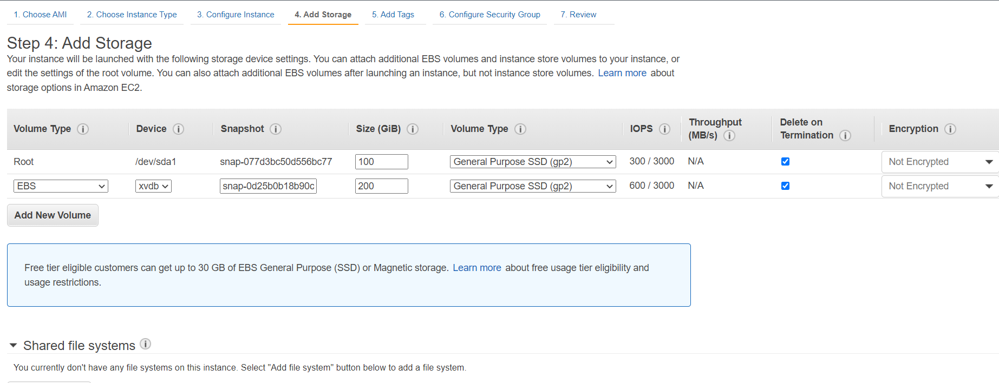 1. Choose AMI 2. Choose Instance Type 3. Configure Instance 4. Add Storage 5. Add Tags 6. Configure Security Group 7. Review
Step 4: Add Storage
Your instance will be launched with the following storage device settings. You can attach additional EBS volumes and instance store volumes to your instance, or
edit the settings of the root volume. You can also attach additional EBS volumes after launching an instance, but not instance store volumes. Learn more about
storage options in Amazon EC2.
Volume Type Device Snapshot Size (GiB) Volume Type IOPS Throughput (MB/s) Delete on Termination Encryption
Root /dev/sda1 snap-077d3bc50d556bc77 100 General Purpose SSD (gp2) 300 / 3000 N/A Not Encrypted
EBS xvdb snap-0d25b0b18b90c 200 General Purpose SSD (gp2) 600 / 3000 N/A Not Encrypted
Add New Volume
Free tier eligible customers can get up to 30 GB of EBS General Purpose (SSD) or Magnetic storage. Learn more about free usage tier eligibility and
usage restrictions.
Shared file systems
You currently don't have any file systems on this instance. Select "Add file system" button below to add a file system.